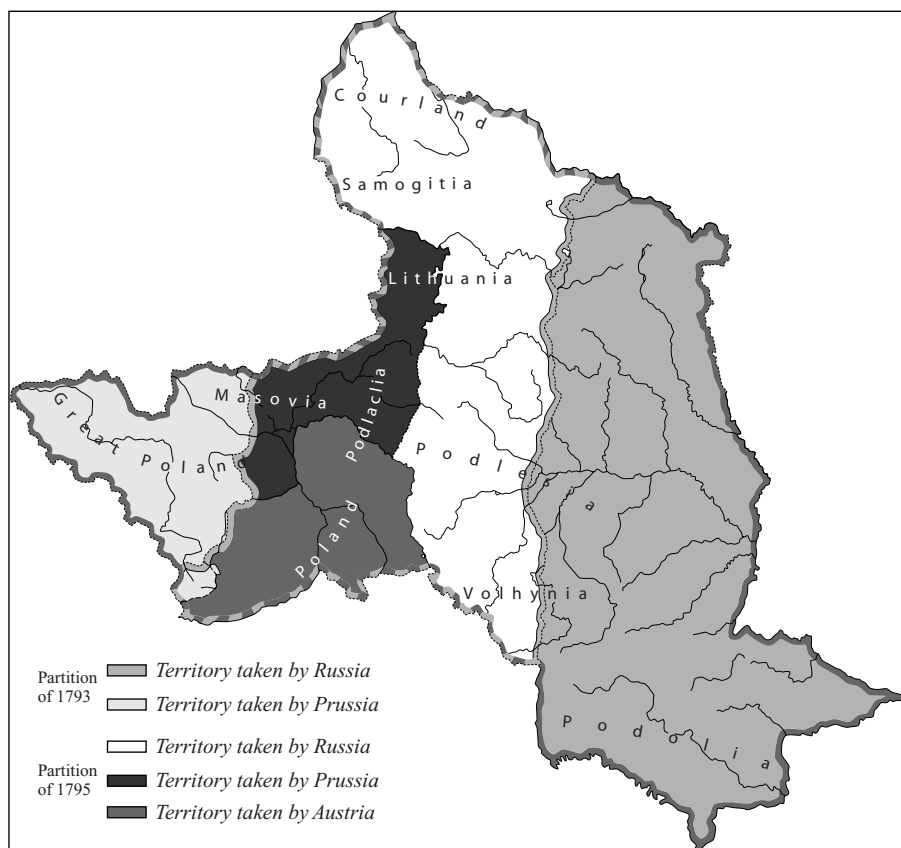 Courland
Samogitia
Lithuania
Masovia
Podlaclia
Great Poland
Podlesia
Poland
Volhynia
Podolia
Partition
of 1793
Territory taken by Russia
Territory taken by Prussia
Partition
of 1795
Territory taken by Russia
Territory taken by Prussia
Territory taken by Austria